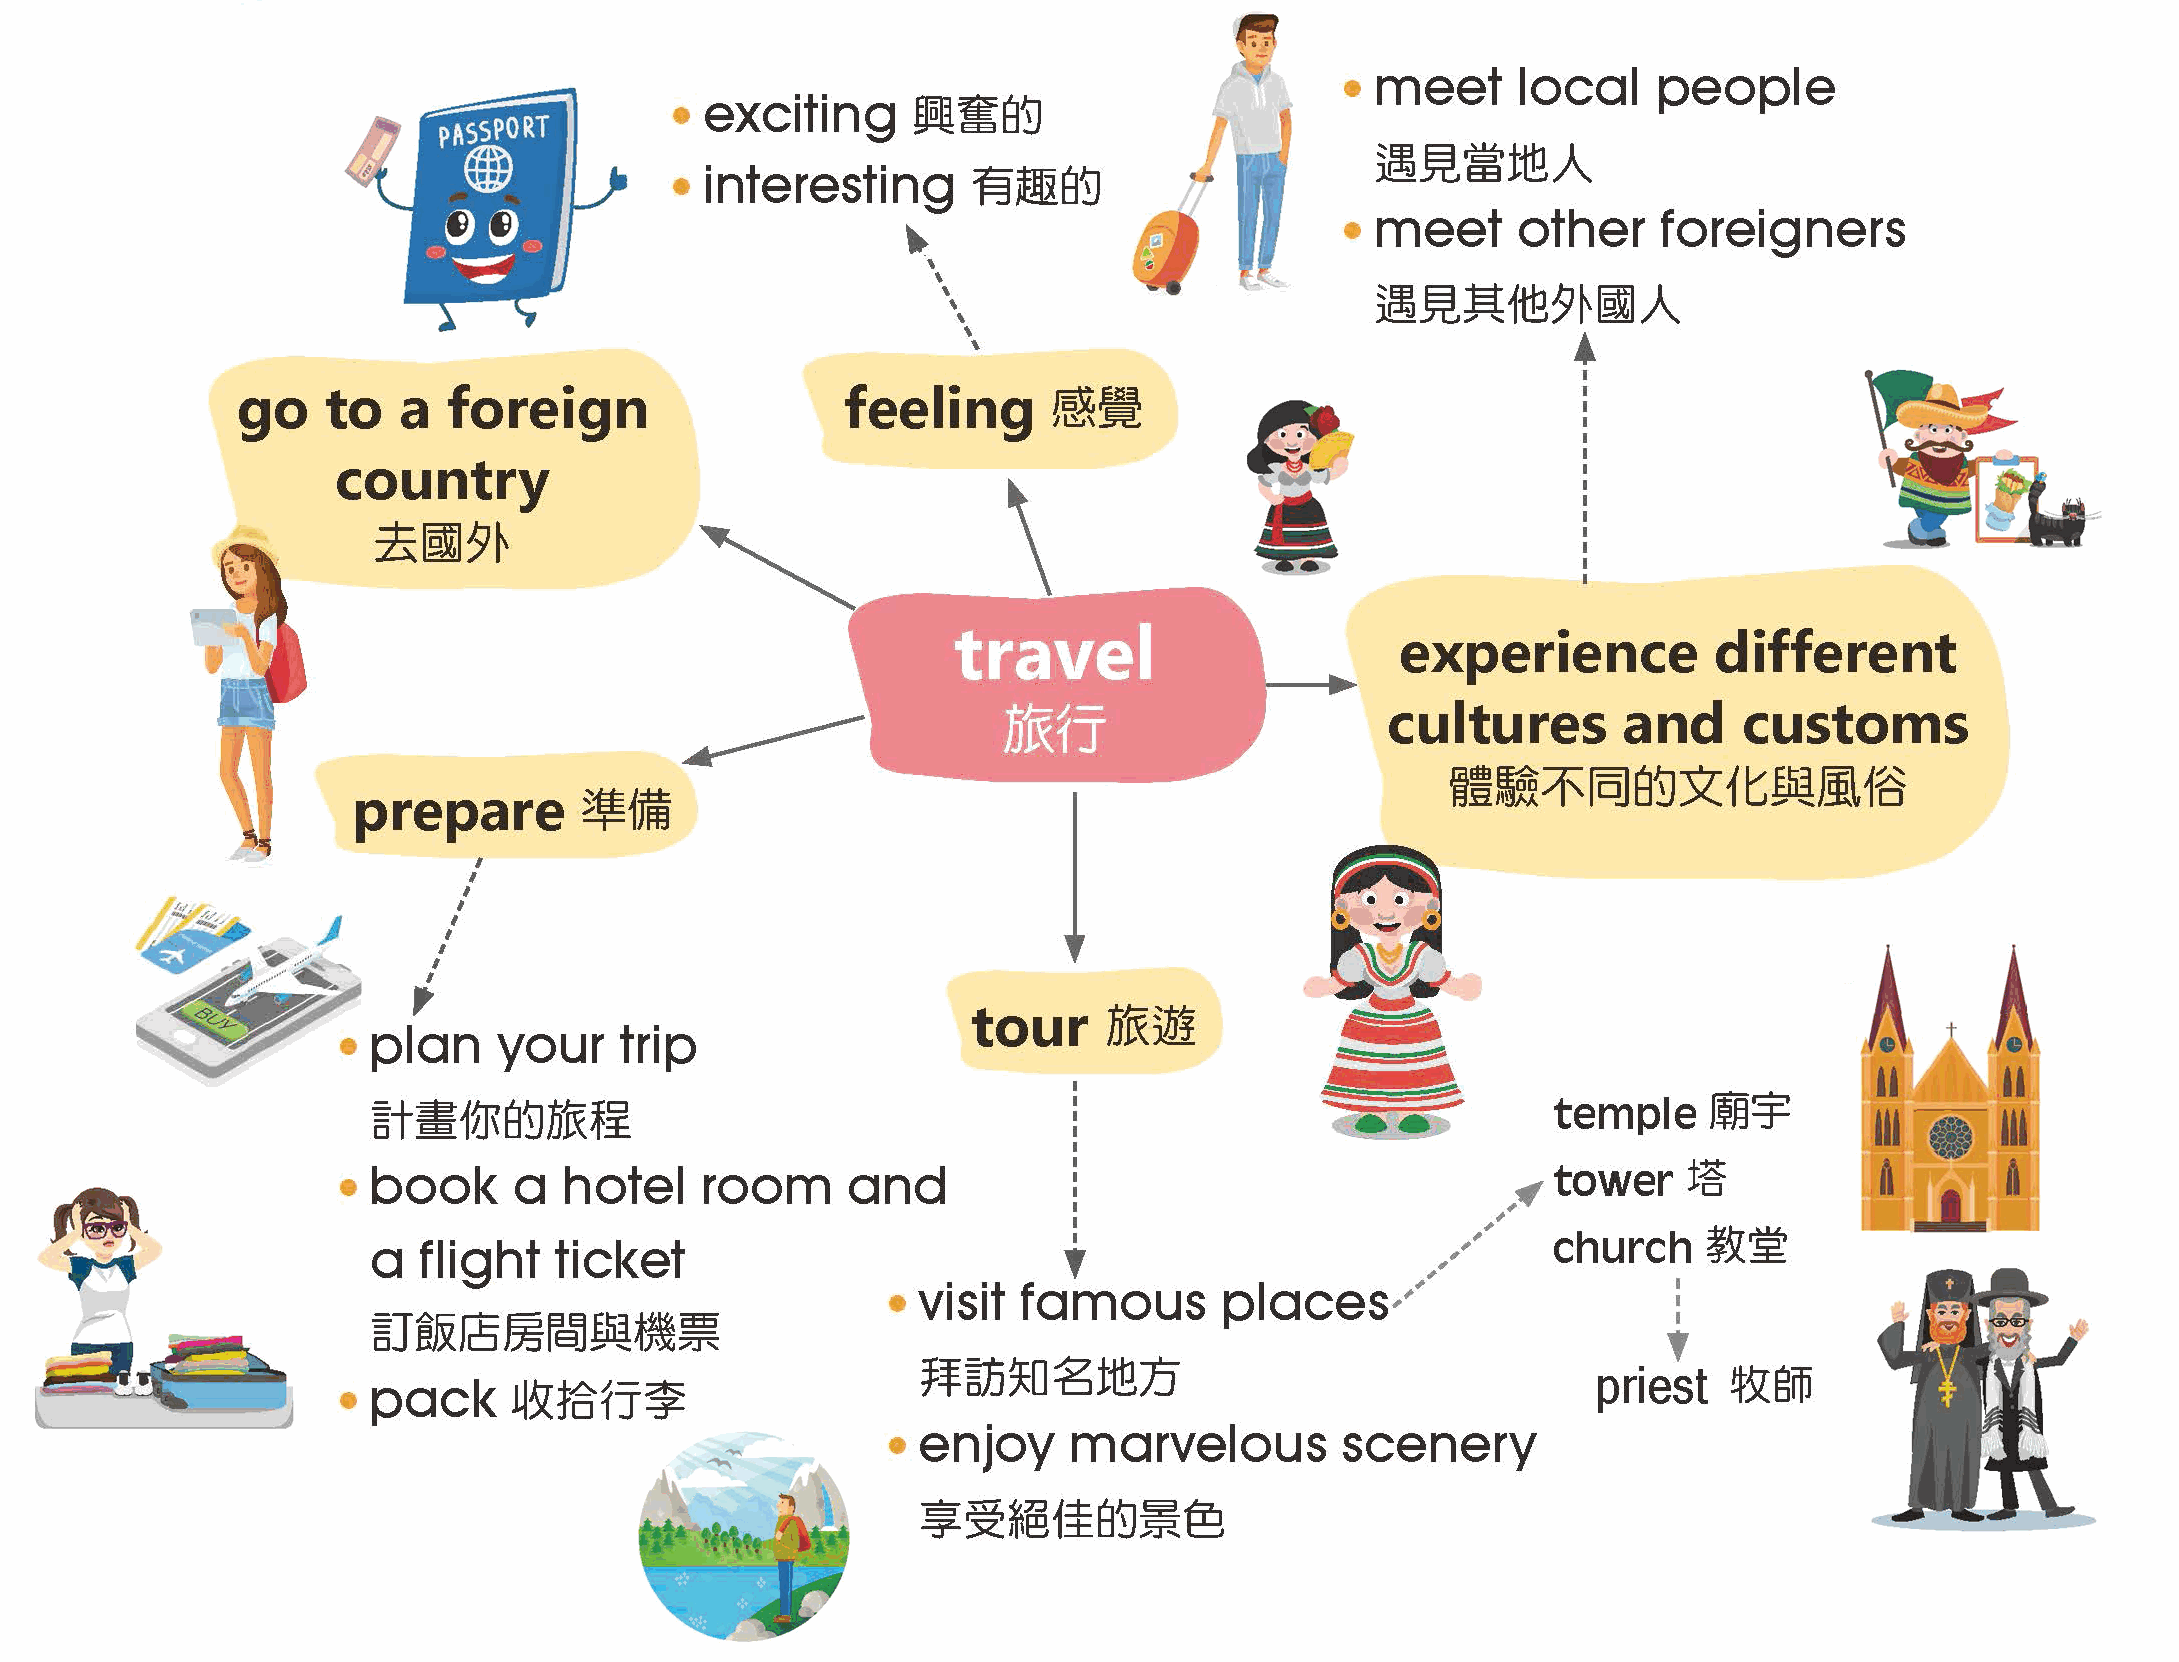 PASSPORT
• exciting 興奮的
• interesting 有趣的
• meet local people
遇見當地人
• meet other foreigners
遇見其他外國人
go to a foreign
country
去國外
feeling 感覺
travel
旅行
experience different
cultures and customs
體驗不同的文化與風俗
prepare 準備
BUY
• plan your trip
計畫你的旅程
• book a hotel room and
a flight ticket
訂飯店房間與機票
• pack 收拾行李
tour 旅遊
• visit famous places
拜訪知名地方
• enjoy marvelous scenery
享受絕佳的景色
temple 廟宇
tower 塔
church 教堂
priest 牧師